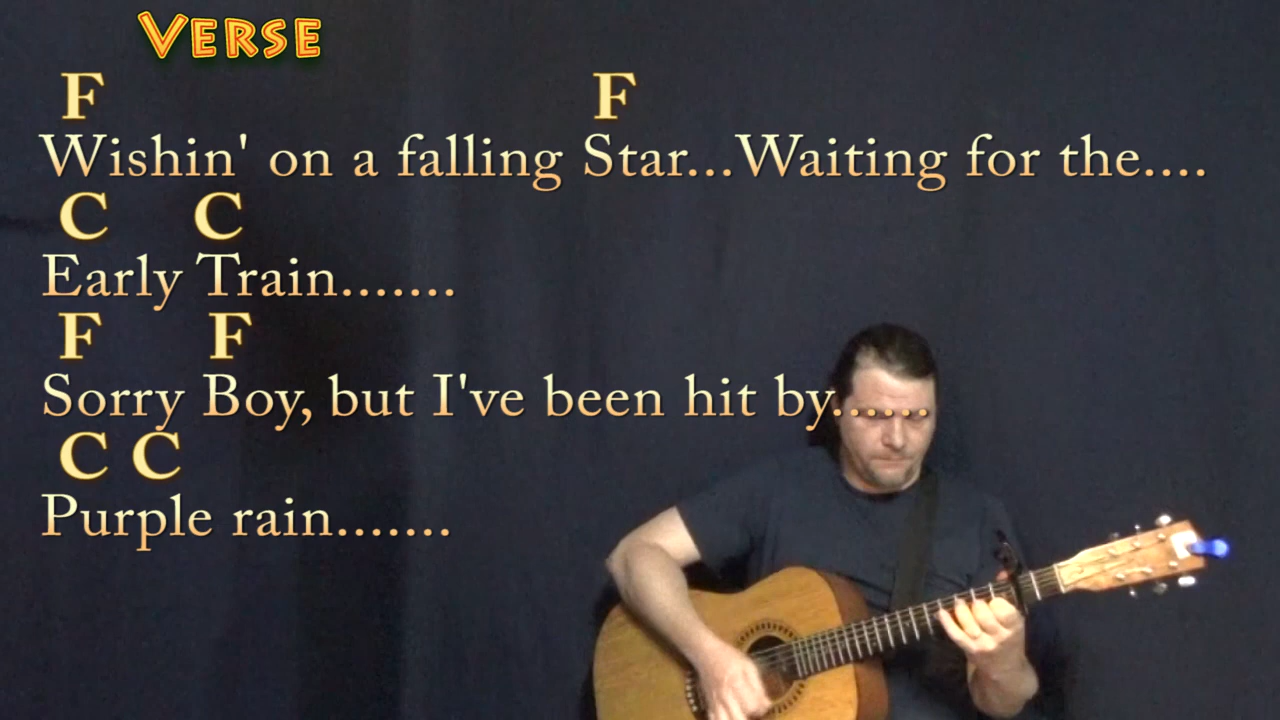 VERSE
F F
Wishin' on a falling Star...Waiting for the....
C C
Early Train.......
F F
Sorry Boy, but I've been hit by......
C C
Purple rain.......